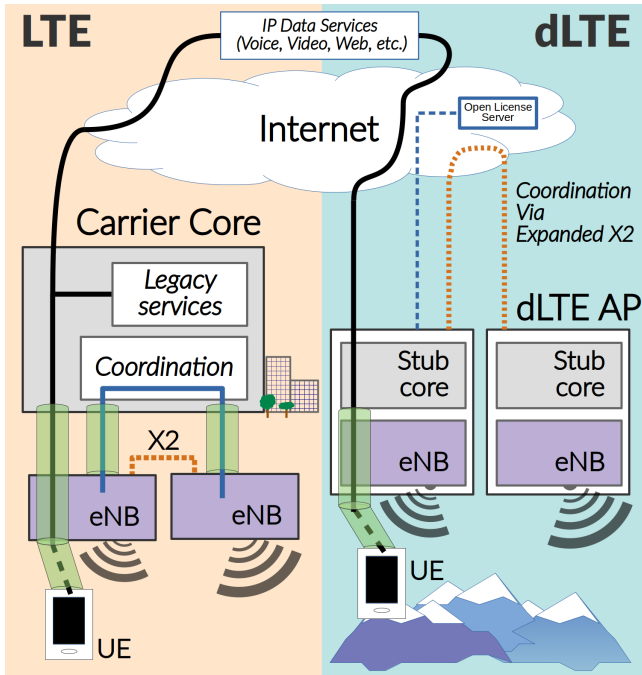 LTE
IP Data Services
(Voice, Video, Web, etc.)
dLTE
Internet
Open License
Server
Coordination
Via
Expanded X2
Carrier Core
Legacy
services
Coordination
X2
eNB
eNB
UE
dLTE AP
Stub
core
Stub
core
eNB
eNB
UE